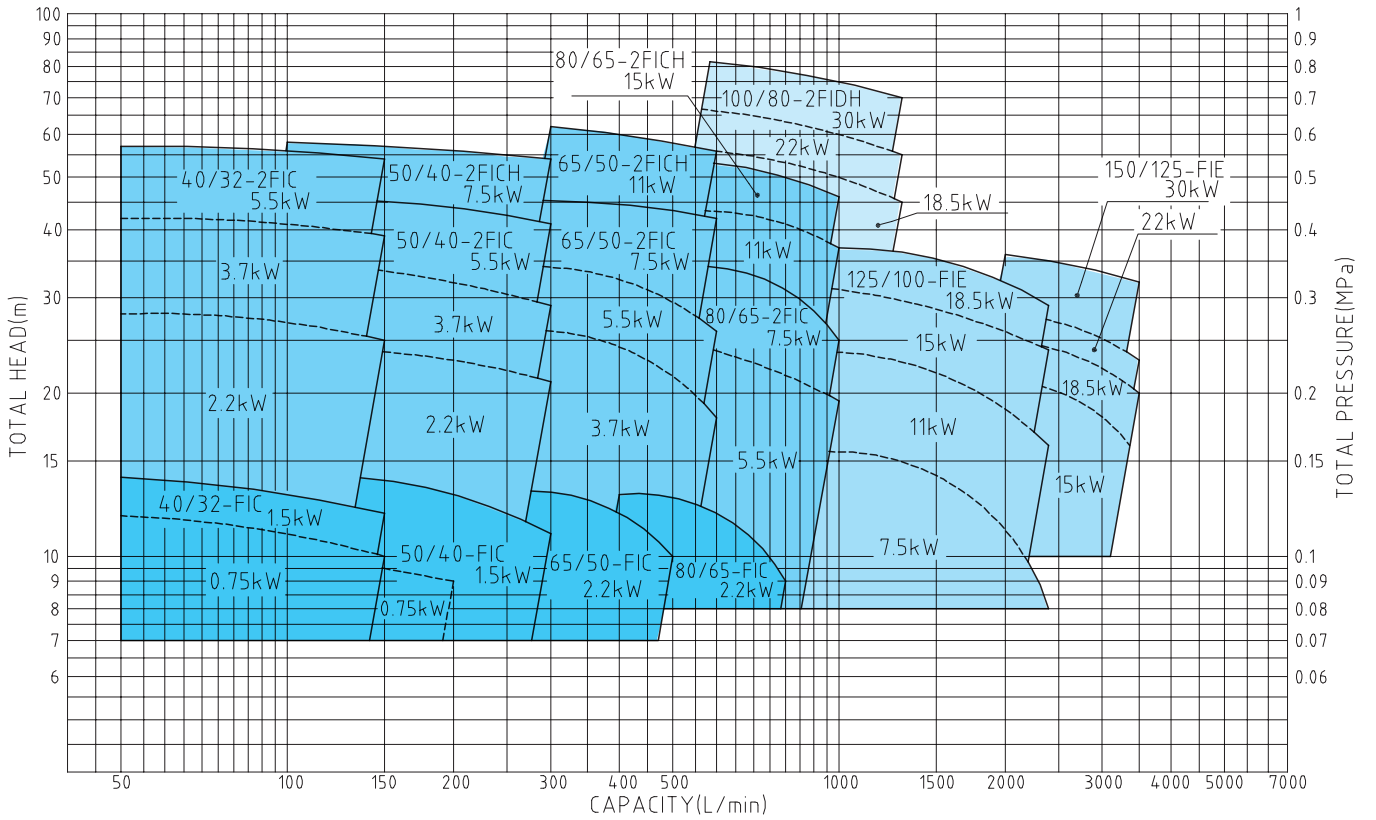 TOTAL HEAD(m)
100
90
80
70
60
50
40
30
20
15
10
9
8
7
6
80/65-2FICH
15kW
100/80-2FIDH
30kW
22kW
18.5kW
150/125-FIE
30kW
22kW
40/32-2FIC
5.5kW
50/40-2FICH
7.5kW
65/50-2FICH
11kW
50/40-2FIC
5.5kW
65/50-2FIC
7.5kW
11kW
3.7kW
125/100-FIE
18.5kW
3.7kW
5.5kW
80/65-2FIC
7.5kW
15kW
2.2kW
2.2kW
3.7kW
11kW
18.5kW
5.5kW
15kW
40/32-FIC
1.5kW
50/40-FIC
1.5kW
65/50-FIC
2.2kW
80/65-FIC
2.2kW
7.5kW
0.75kW
0.75kW
1
0.9
0.8
0.7
0.6
0.5
0.4
0.3
0.2
0.15
0.1
0.09
0.08
0.07
0.06
TOTAL PRESSURE(MPa)
50 100 150 200 300 400 500 1000 1500 2000 3000 4000 5000 7000
CAPACITY(L/min)